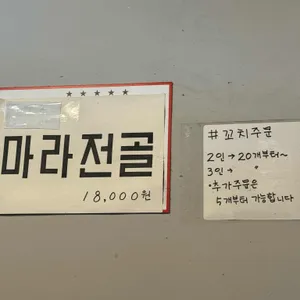 마라전골
18,000원
#꼬치주문
2인→20개부터~
3인→ 〃
·추가주문은
5개부터 가능합니다